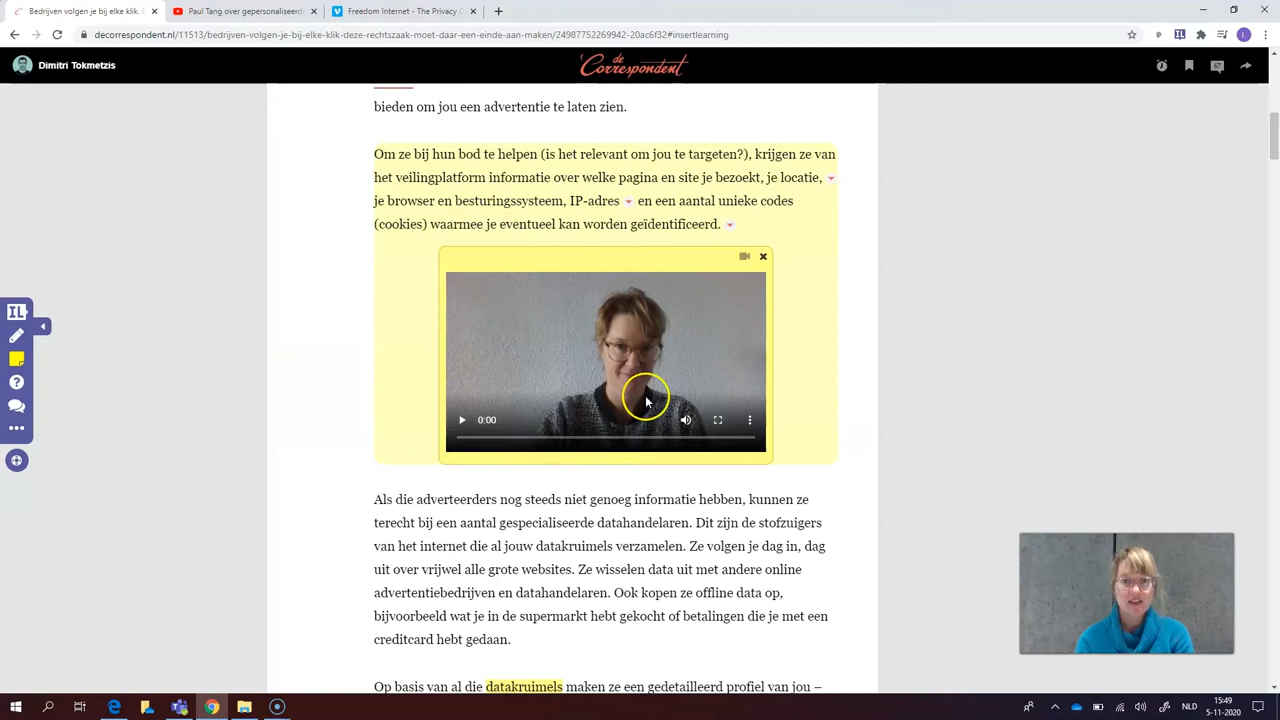 Bedrijven volgen je bij elke klik. D
Paul Tang over gepersonaliseerd
Freedom Internet - The Privacy C
decorrespondent.nl/11513/bedrijven-volgen-je-bij-elke-klik-deze-rechtszaak-moet-daar-een-einde-aan-maken/24987752269942-20ac6f32#insertlearning
Dimitri Tokmetzis
de Correspondent
bieden om jou een advertentie te laten zien.
Om ze bij hun bod te helpen (is het relevant om jou te targeten?), krijgen ze van
het veilingplatform informatie over welke pagina en site je bezoekt, je locatie,
je browser en besturingssysteem, IP-adres en een aantal unieke codes
(cookies) waarmee je eventueel kan worden geïdentificeerd.
IL
0:00
Als die adverteerders nog steeds niet genoeg informatie hebben, kunnen ze
terecht bij een aantal gespecialiseerde datahandelaren. Dit zijn de stofzuigers
van het internet die al jouw datakruimels verzamelen. Ze volgen je dag in, dag
uit over vrijwel alle grote websites. Ze wisselen data uit met andere online
advertentiebedrijven en datahandelaren. Ook kopen ze offline data op,
bijvoorbeeld wat je in de supermarkt hebt gekocht of betalingen die je met een
creditcard hebt gedaan.
Op basis van al die datakruimels maken ze een gedetailleerd profiel van jou –
NLD
15:49
5-11-2020